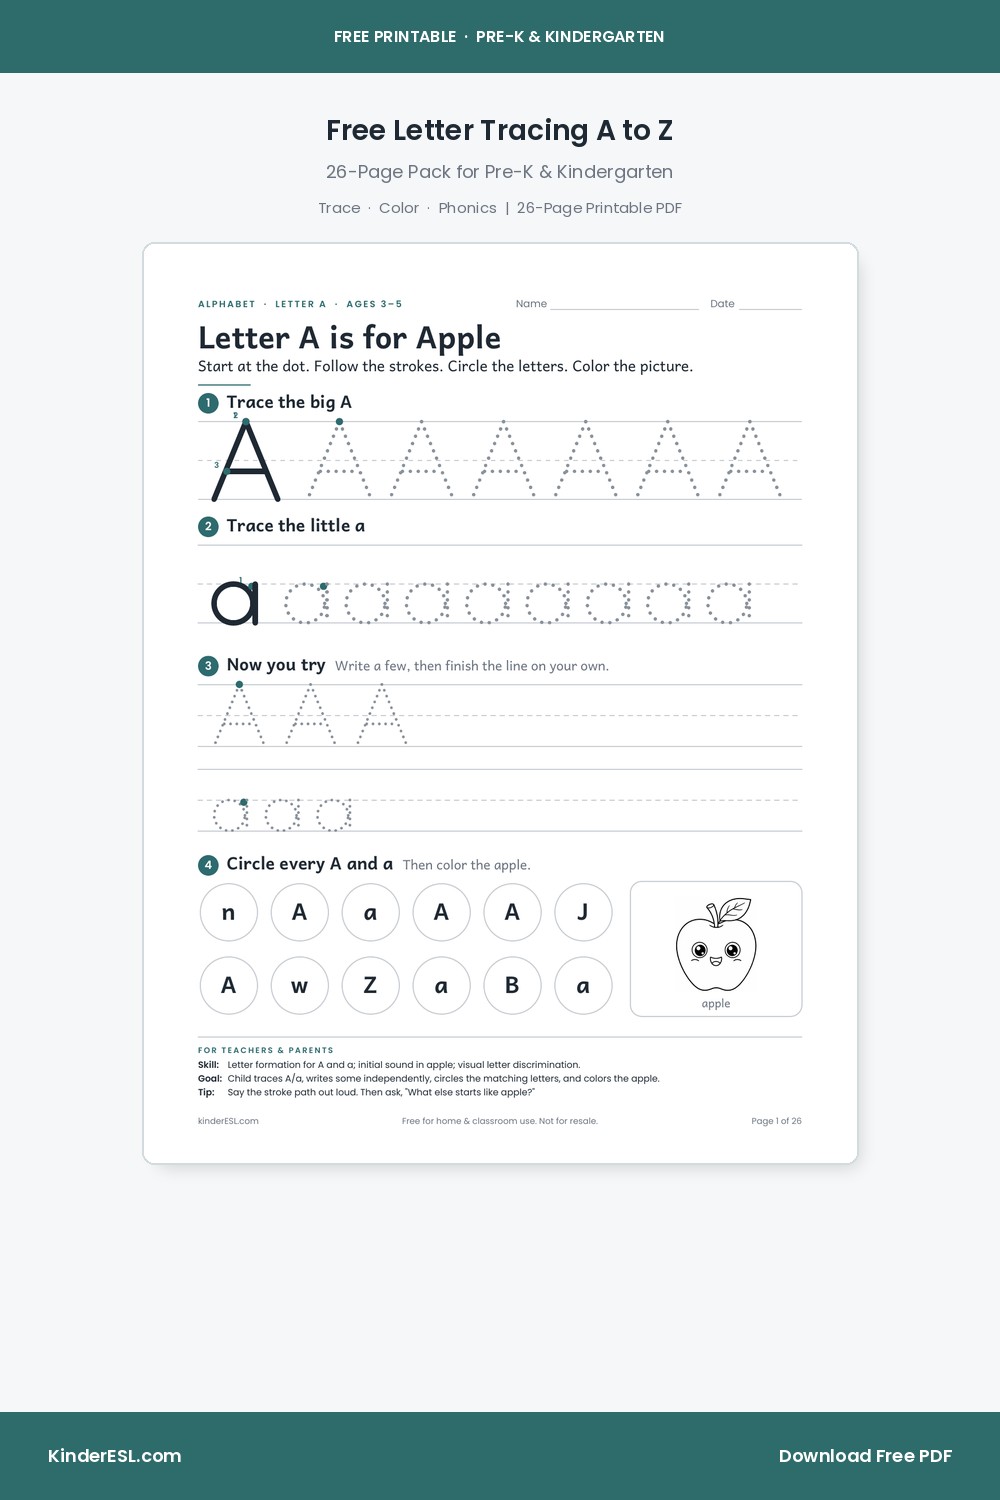 FREE PRINTABLE · PRE-K & KINDERGARTEN
Free Letter Tracing A to Z
26-Page Pack for Pre-K & Kindergarten
Trace · Color · Phonics | 26-Page Printable PDF
ALPHABET · LETTER A · AGES 3–5 Name Date
Letter A is for Apple
Start at the dot. Follow the strokes. Circle the letters. Color the picture.
1 Trace the big A
3 A A A A A A A
2 Trace the little a
1 a a a a a a a a a
3 Now you try Write a few, then finish the line on your own.
A A A
a a a
4 Circle every A and a Then color the apple.
n A a A A J
A w Z a B a
apple
FOR TEACHERS & PARENTS
Skill: Letter formation for A and a; initial sound in apple; visual letter discrimination.
Goal: Child traces A/a, writes some independently, circles the matching letters, and colors the apple.
Tip: Say the stroke path out loud. Then ask, "What else starts like apple?"
kinderESL.com Free for home & classroom use. Not for resale. Page 1 of 26
KinderESL.com Download Free PDF